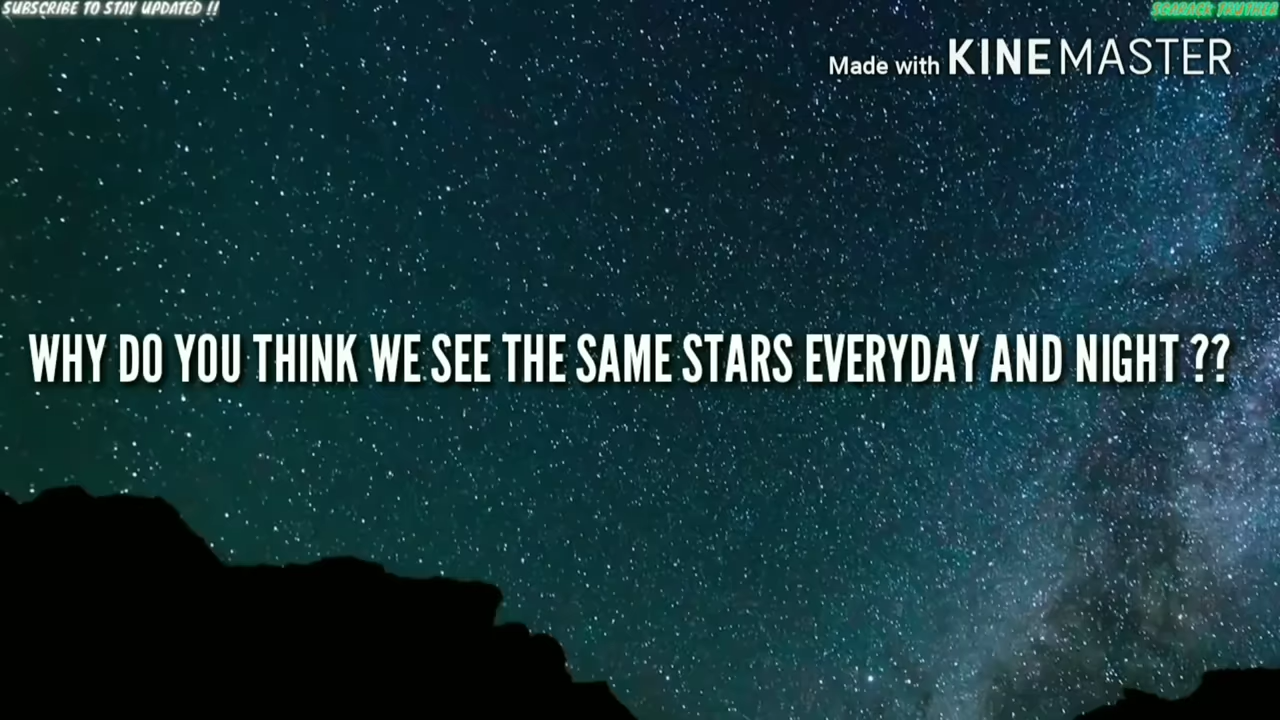 SUBSCRIBE TO STAY UPDATED !!
Made with KINEMASTER
WHY DO YOU THINK WE SEE THE SAME STARS EVERYDAY AND NIGHT ??